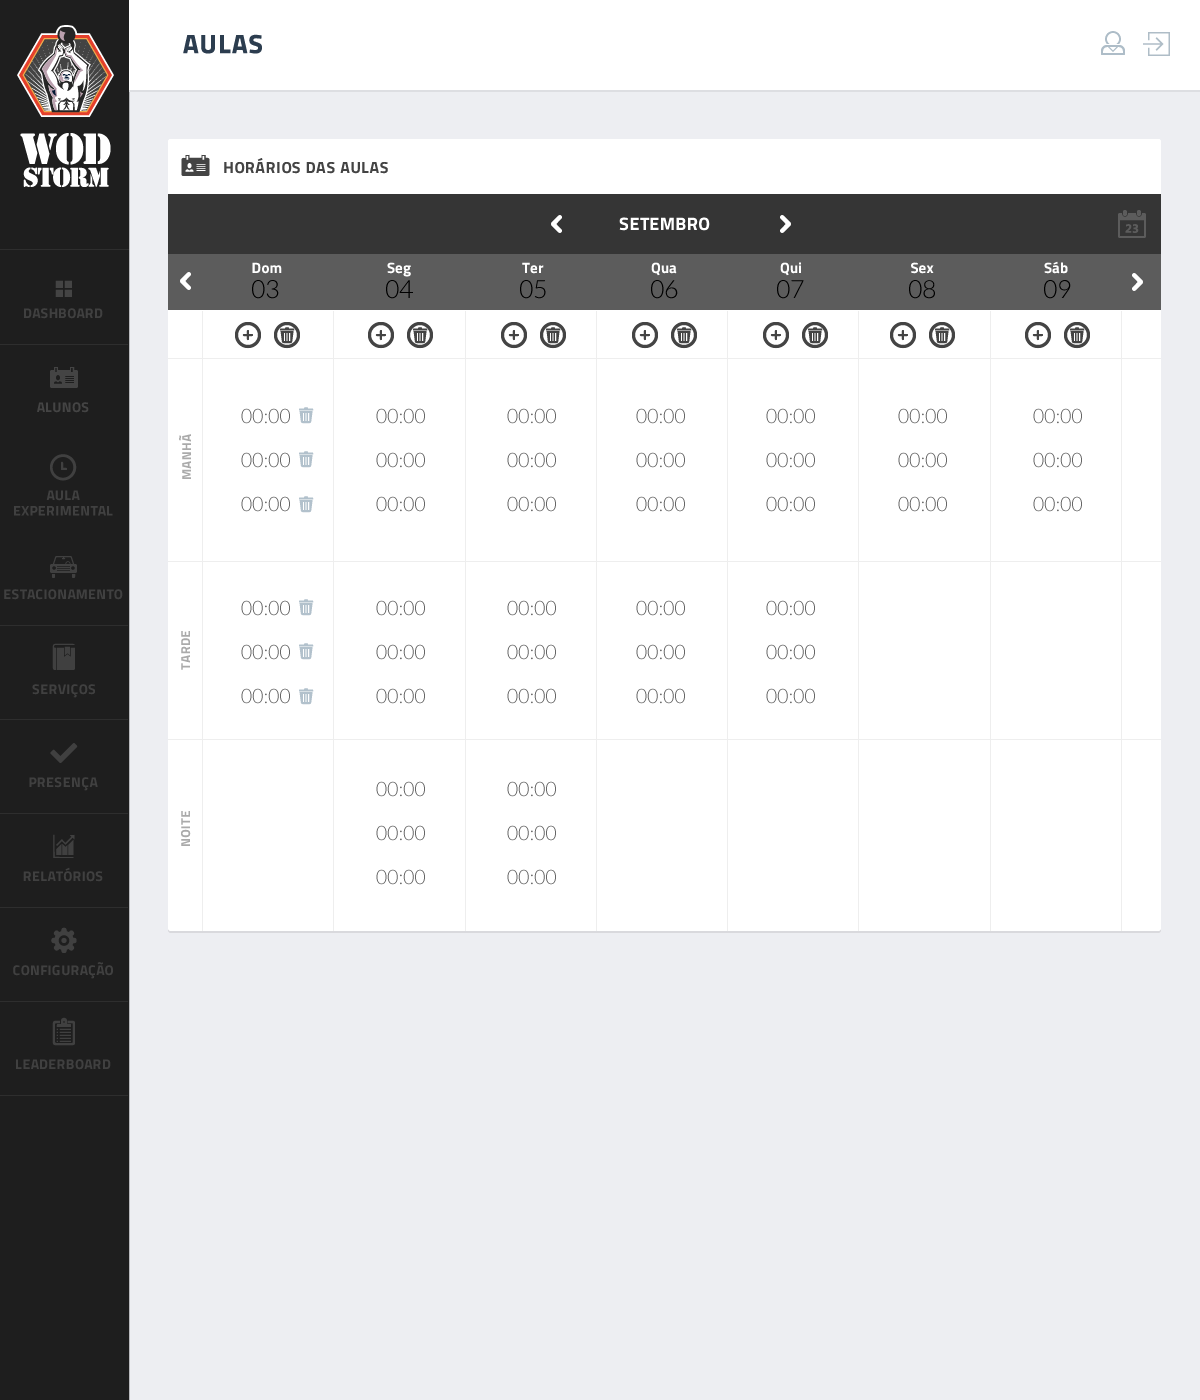 WOD
STORM
DASHBOARD
ALUNOS
AULA
EXPERIMENTAL
ESTACIONAMENTO
SERVIÇOS
PRESENÇA
RELATÓRIOS
CONFIGURAÇÃO
LEADERBOARD
AULAS
HORÁRIOS DAS AULAS
SETEMBRO
23
Dom Seg Ter Qua Qui Sex Sáb
03 04 05 06 07 08 09
MANHÃ
00:00 00:00 00:00 00:00 00:00 00:00 00:00
00:00 00:00 00:00 00:00 00:00 00:00 00:00
00:00 00:00 00:00 00:00 00:00 00:00 00:00
TARDE
00:00 00:00 00:00 00:00 00:00
00:00 00:00 00:00 00:00 00:00
00:00 00:00 00:00 00:00 00:00
NOITE
00:00 00:00
00:00 00:00
00:00 00:00